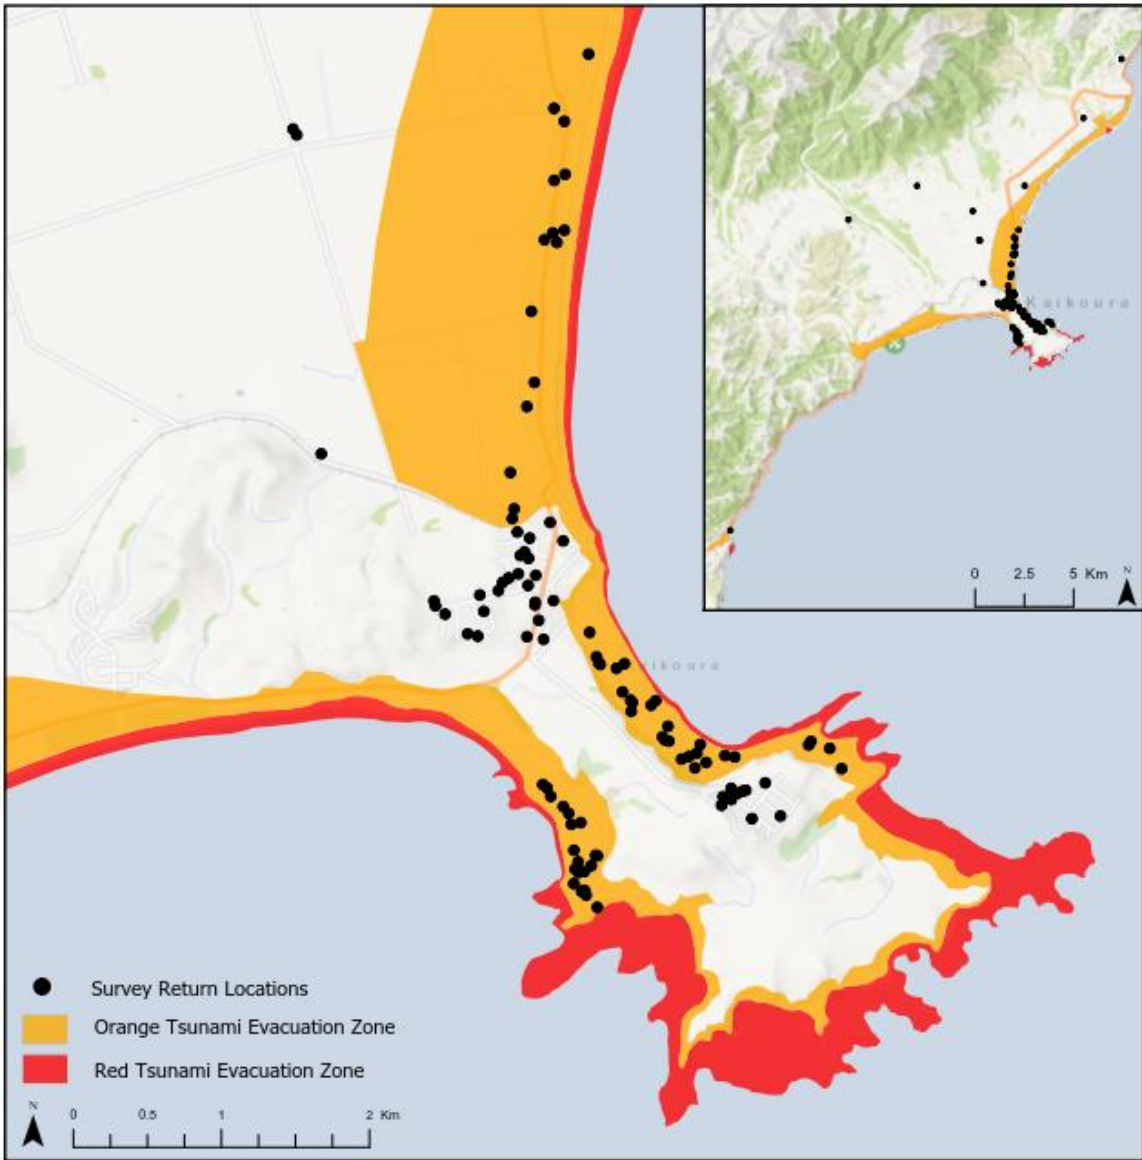 Kaikoura
N
0 2.5 5 Km
ikoura
Survey Return Locations
Orange Tsunami Evacuation Zone
Red Tsunami Evacuation Zone
N
0 0.5 1 2 Km